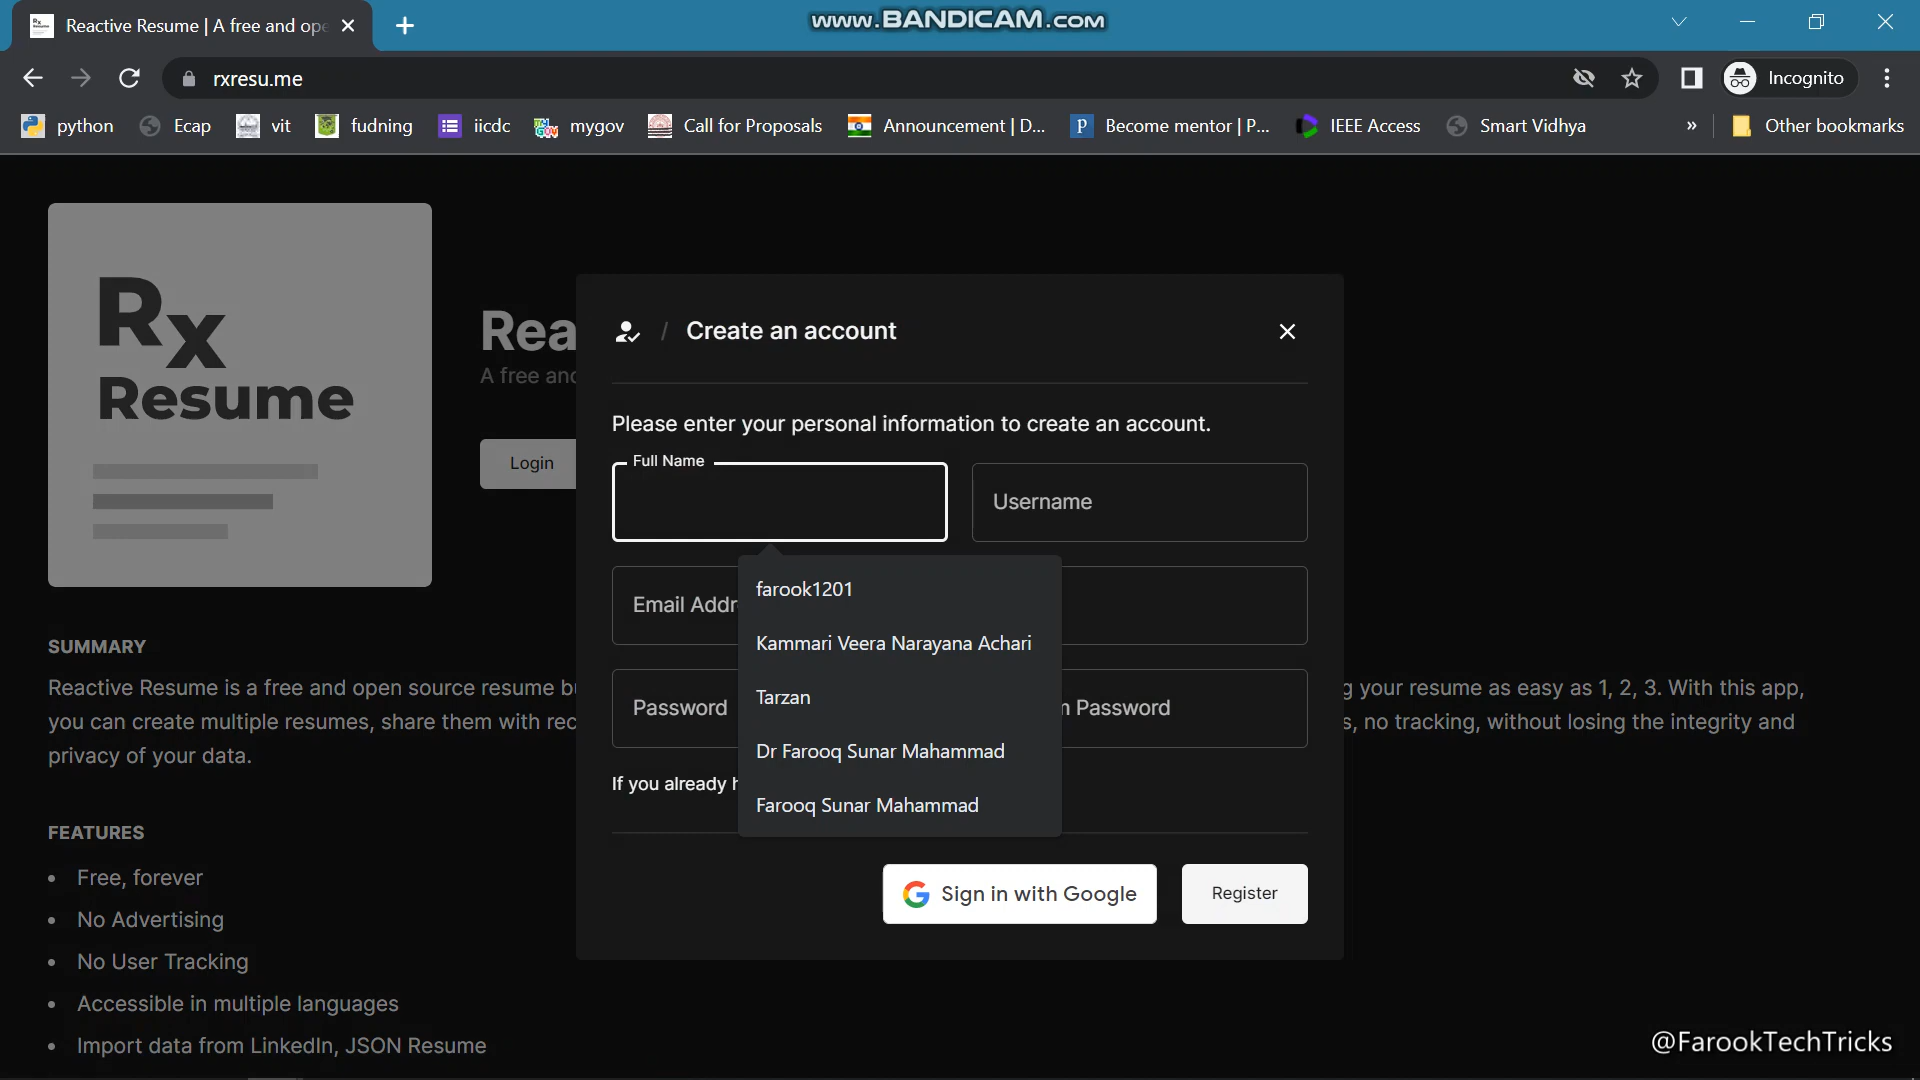 Reactive Resume | A free and ope
www.BANDICAM.com
rxresu.me
Incognito
python
Ecap
vit
fudning
iicdc
mygov
Call for Proposals
Announcement | D...
Become mentor | P...
IEEE Access
Smart Vidhya
»
Other bookmarks
Rx
Resume
Rea
A free and
Login
/ Create an account
Please enter your personal information to create an account.
Full Name
Username
Email Addr
Password
n Password
farook1201
Kammari Veera Narayana Achari
Tarzan
Dr Farooq Sunar Mahammad
Farooq Sunar Mahammad
If you already h
Sign in with Google
Register
SUMMARY
Reactive Resume is a free and open source resume bu g your resume as easy as 1, 2, 3. With this app,
you can create multiple resumes, share them with rec s, no tracking, without losing the integrity and
privacy of your data.
FEATURES
• Free, forever
• No Advertising
• No User Tracking
• Accessible in multiple languages
• Import data from LinkedIn, JSON Resume
@FarookTechTricks